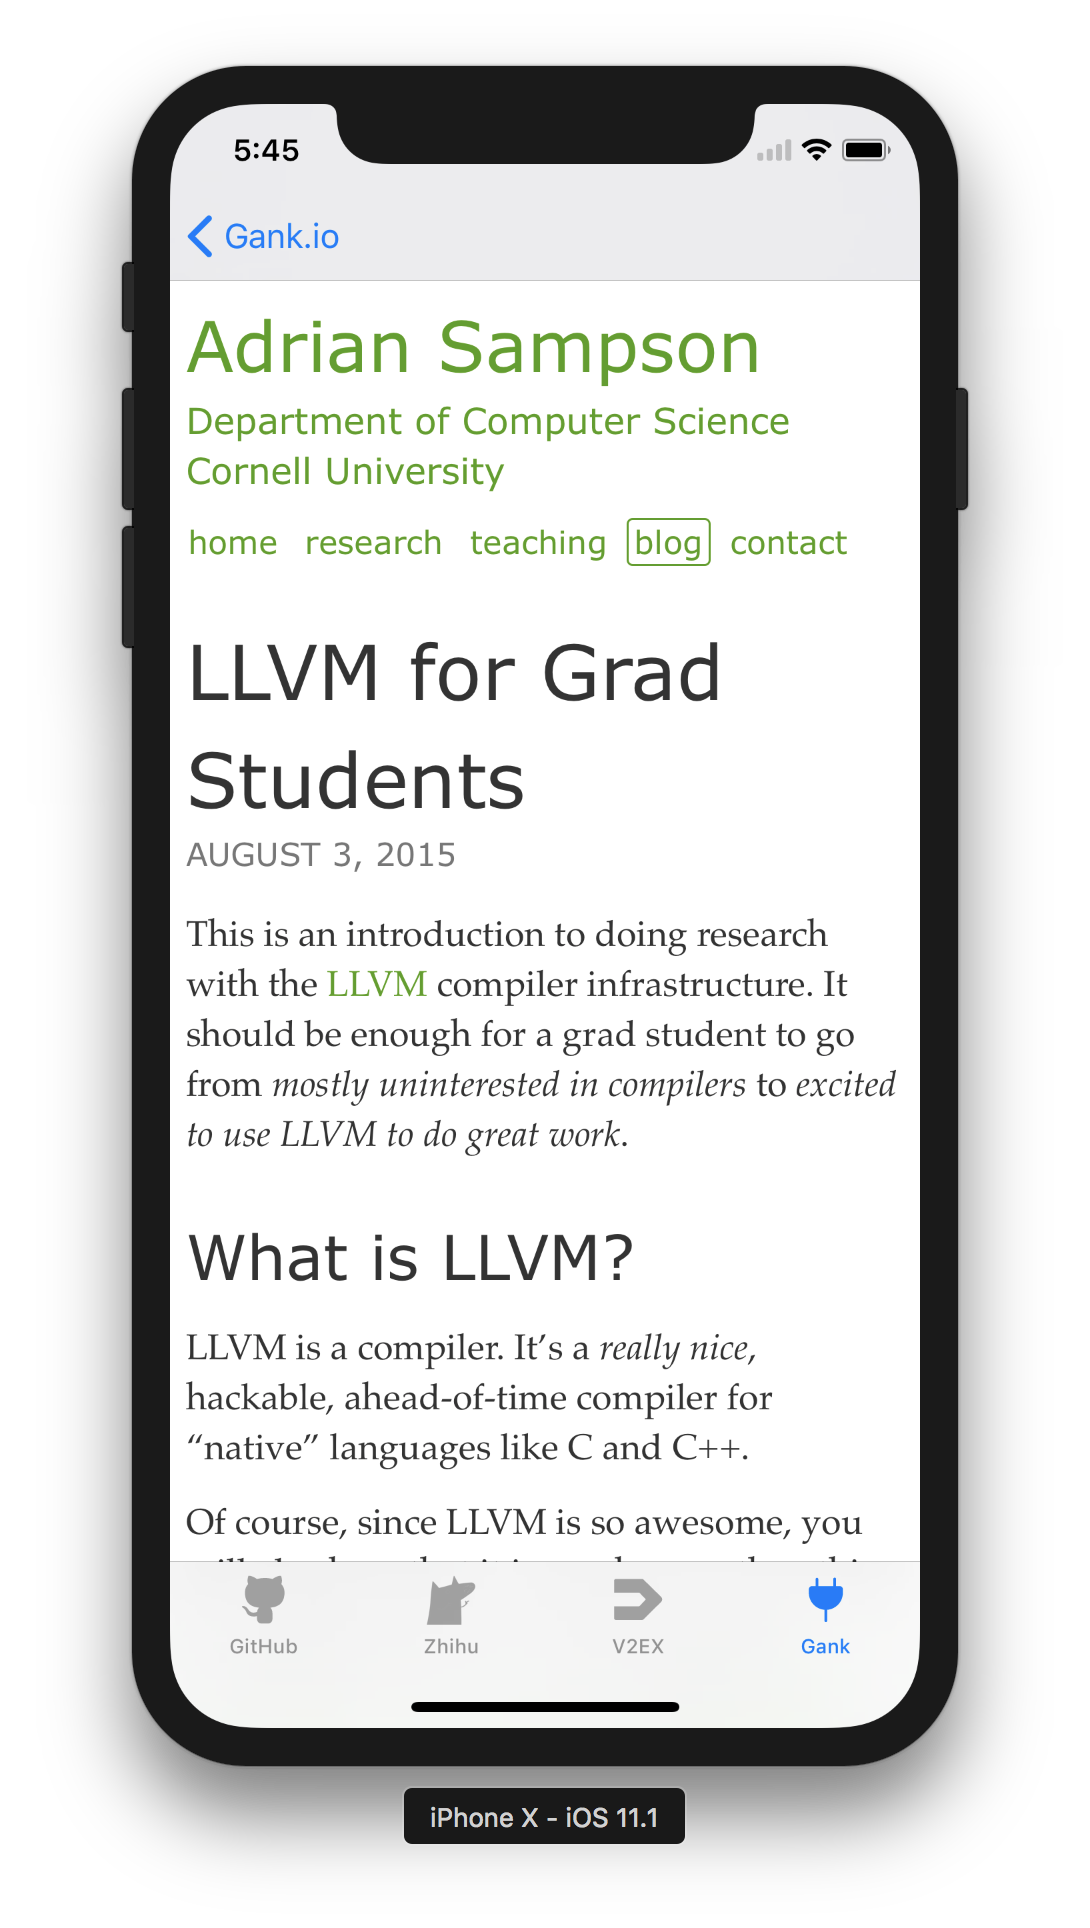 5:45
Gank.io
Adrian Sampson
Department of Computer Science
Cornell University
home research teaching blog contact
LLVM for Grad
Students
AUGUST 3, 2015
This is an introduction to doing research
with the LLVM compiler infrastructure. It
should be enough for a grad student to go
from mostly uninterested in compilers to excited
to use LLVM to do great work.
What is LLVM?
LLVM is a compiler. It’s a really nice,
hackable, ahead-of-time compiler for
“native” languages like C and C++.
Of course, since LLVM is so awesome, you
GitHub Zhihu V2EX Gank
iPhone X - iOS 11.1